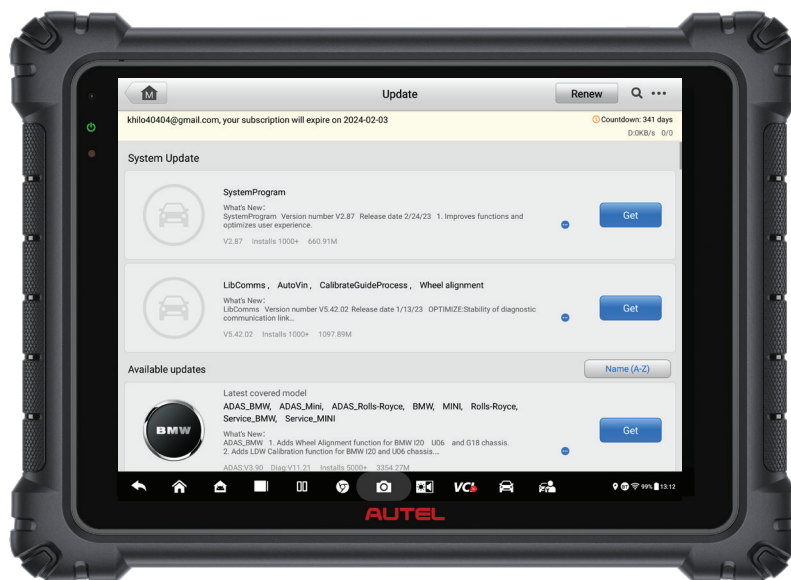 M
Update
Renew
khilo40404@gmail.com, your subscription will expire on 2024-02-03
Countdown: 341 days
D:0KB/s 0/0
System Update
SystemProgram
What's New:
SystemProgram Version number V2.87 Release date 2/24/23 1. Improves functions and
optimizes user experience.
V2.87 Installs 1000+ 660.91M
Get
LibComms, AutoVin, CalibrateGuideProcess, Wheel alignment
What's New:
LibComms Version number V5.42.02 Release date 1/13/23 OPTIMIZE:Stability of diagnostic
communication link...
V5.42.02 Installs 1000+ 1097.89M
Get
Available updates
Name (A-Z)
Latest covered model
ADAS_BMW, ADAS_Mini, ADAS_Rolls-Royce, BMW, MINI, Rolls-Royce,
Service_BMW, Service_MINI
BMW
What's New:
ADAS_BMW 1. Adds Wheel Alignment function for BMW I20 U06 and G18 chassis.
2. Adds LDW Calibration function for BMW I20 and U06 chassis....
ADAS:V3.90 Diag:V11.21 Installs 5000+ 3354.27M
Get
VCI
99%
13:12
AUTEL